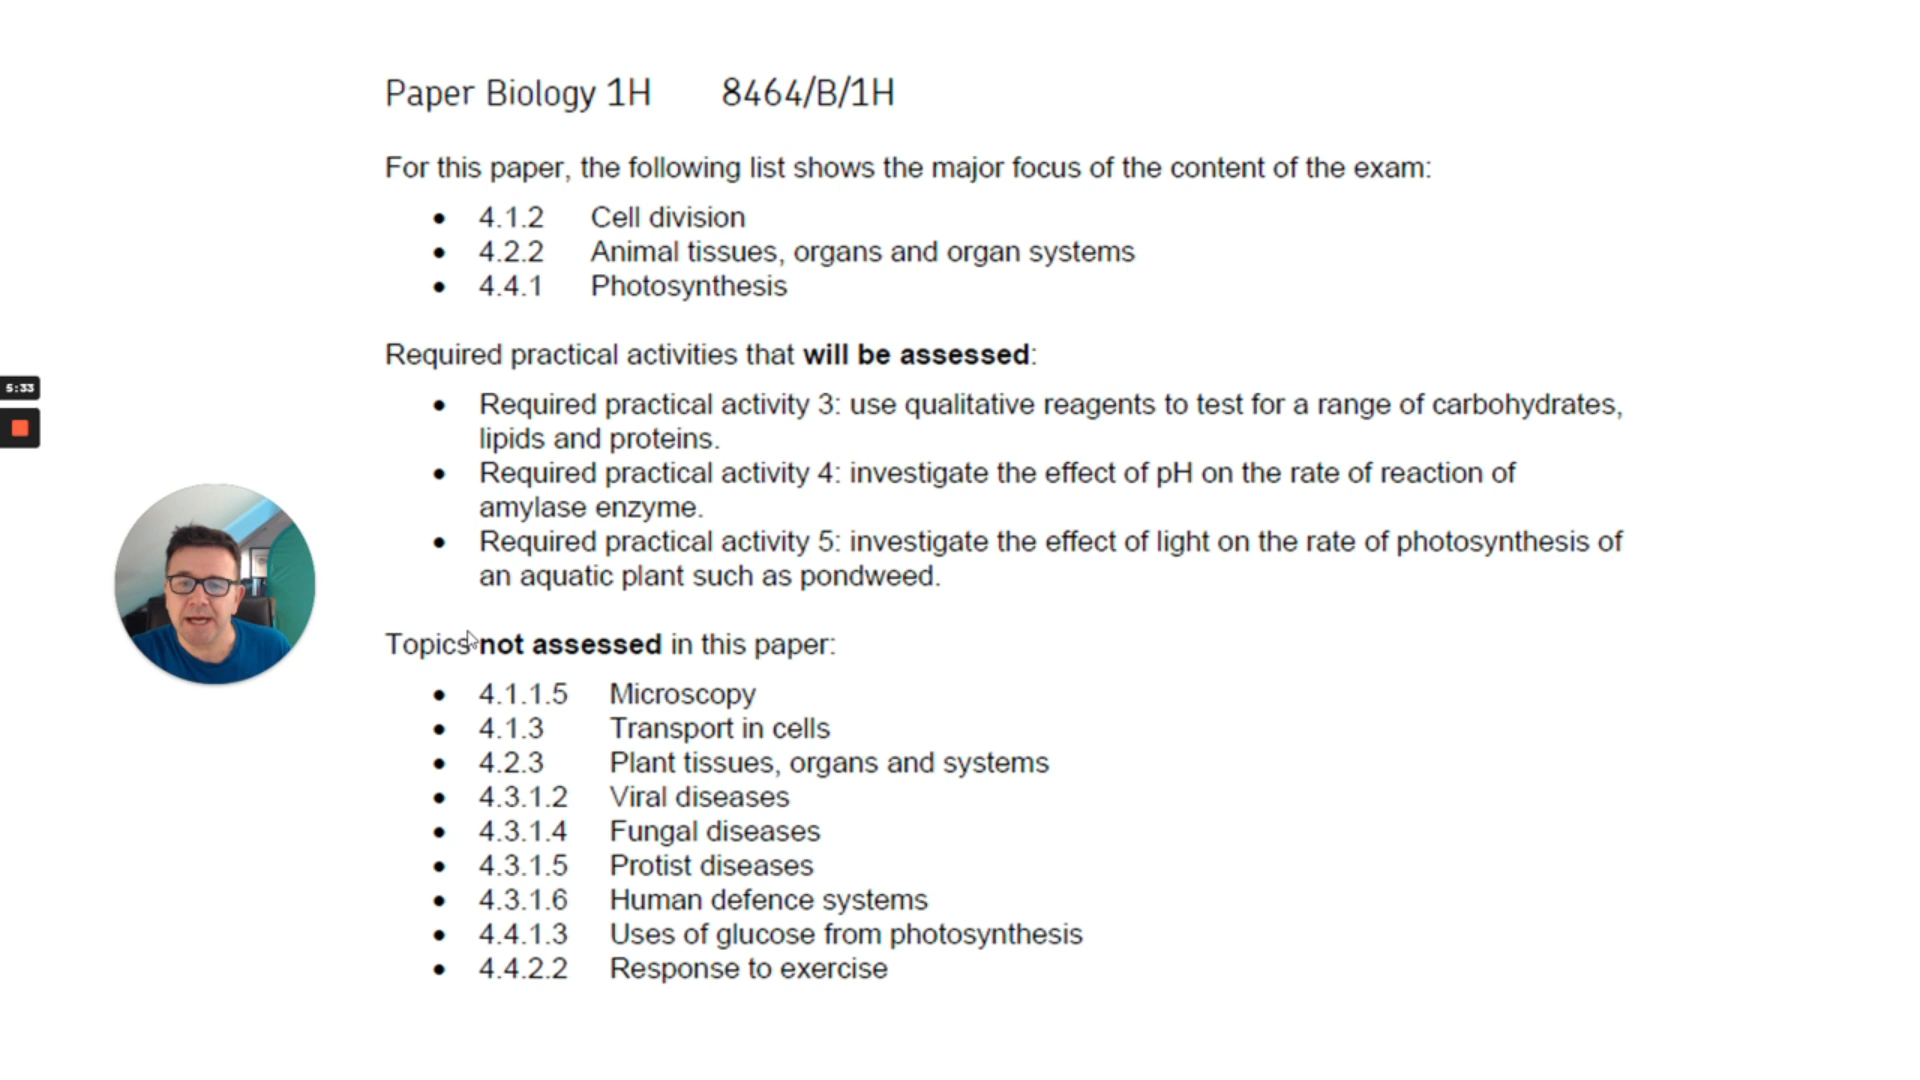 Paper Biology 1H 8464/B/1H
For this paper, the following list shows the major focus of the content of the exam:
• 4.1.2 Cell division
• 4.2.2 Animal tissues, organs and organ systems
• 4.4.1 Photosynthesis
Required practical activities that will be assessed:
• Required practical activity 3: use qualitative reagents to test for a range of carbohydrates,
lipids and proteins.
• Required practical activity 4: investigate the effect of pH on the rate of reaction of
amylase enzyme.
• Required practical activity 5: investigate the effect of light on the rate of photosynthesis of
an aquatic plant such as pondweed.
5:33
Topics not assessed in this paper:
• 4.1.1.5 Microscopy
• 4.1.3 Transport in cells
• 4.2.3 Plant tissues, organs and systems
• 4.3.1.2 Viral diseases
• 4.3.1.4 Fungal diseases
• 4.3.1.5 Protist diseases
• 4.3.1.6 Human defence systems
• 4.4.1.3 Uses of glucose from photosynthesis
• 4.4.2.2 Response to exercise